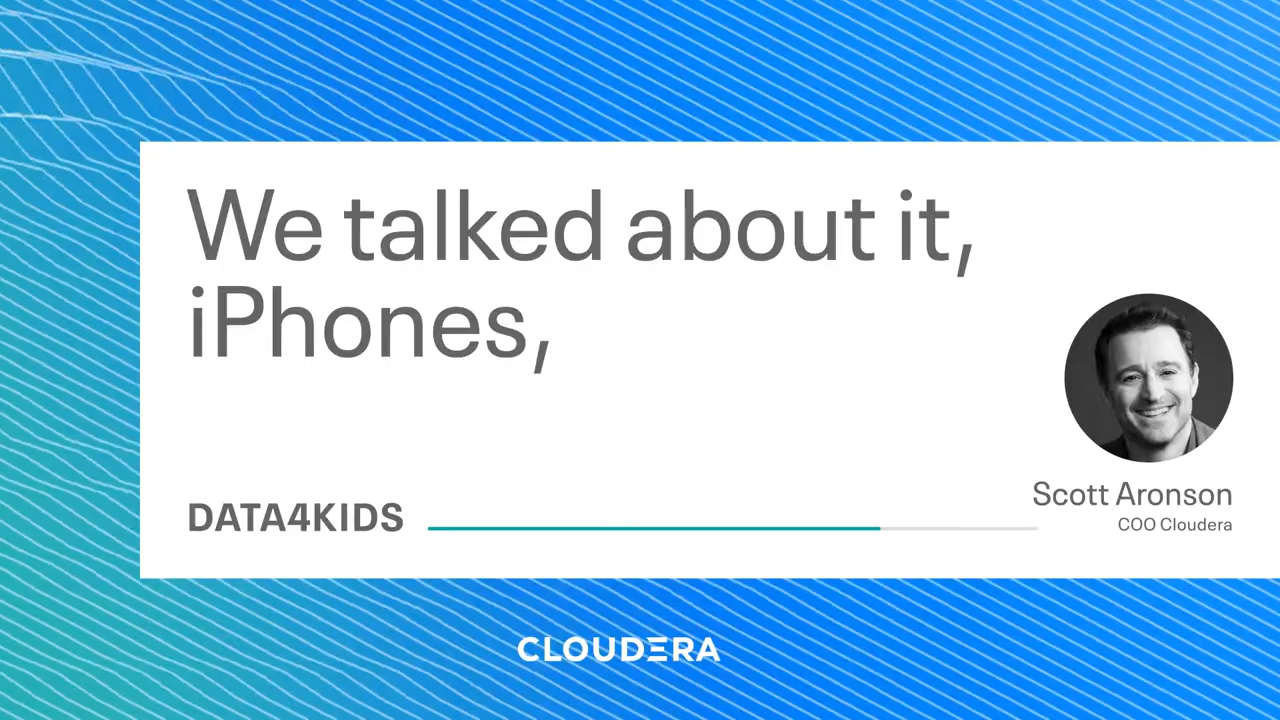 We talked about it,
iPhones,
DATA4KIDS
Scott Aronson
COO Cloudera
CLOUDERA